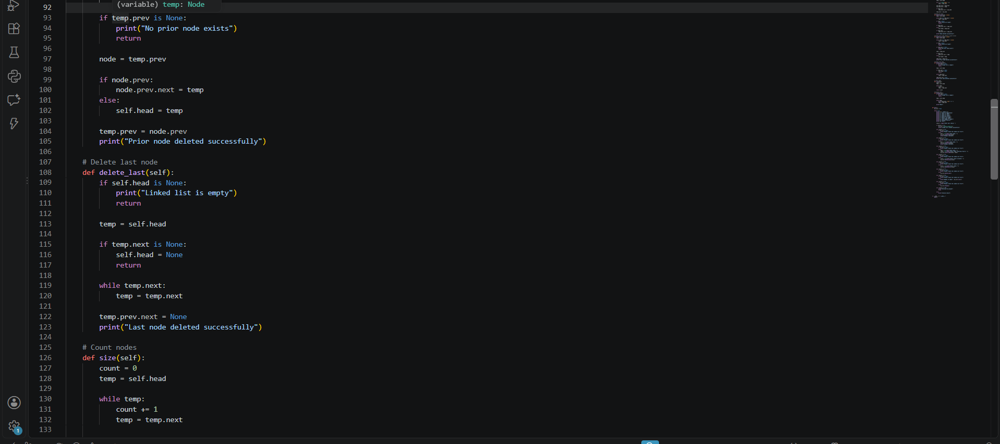 (variable) temp: Node
92
93 if temp.prev is None:
94 print("No prior node exists")
95 return
96
97 node = temp.prev
98
99 if node.prev:
100 node.prev.next = temp
101 else:
102 self.head = temp
103
104 temp.prev = node.prev
105 print("Prior node deleted successfully")
106
107 # Delete last node
108 def delete_last(self):
109 if self.head is None:
110 print("Linked list is empty")
111 return
112
113 temp = self.head
114
115 if temp.next is None:
116 self.head = None
117 return
118
119 while temp.next:
120 temp = temp.next
121
122 temp.prev.next = None
123 print("Last node deleted successfully")
124
125 # Count nodes
126 def size(self):
127 count = 0
128 temp = self.head
129
130 while temp:
131 count += 1
132 temp = temp.next
133
1